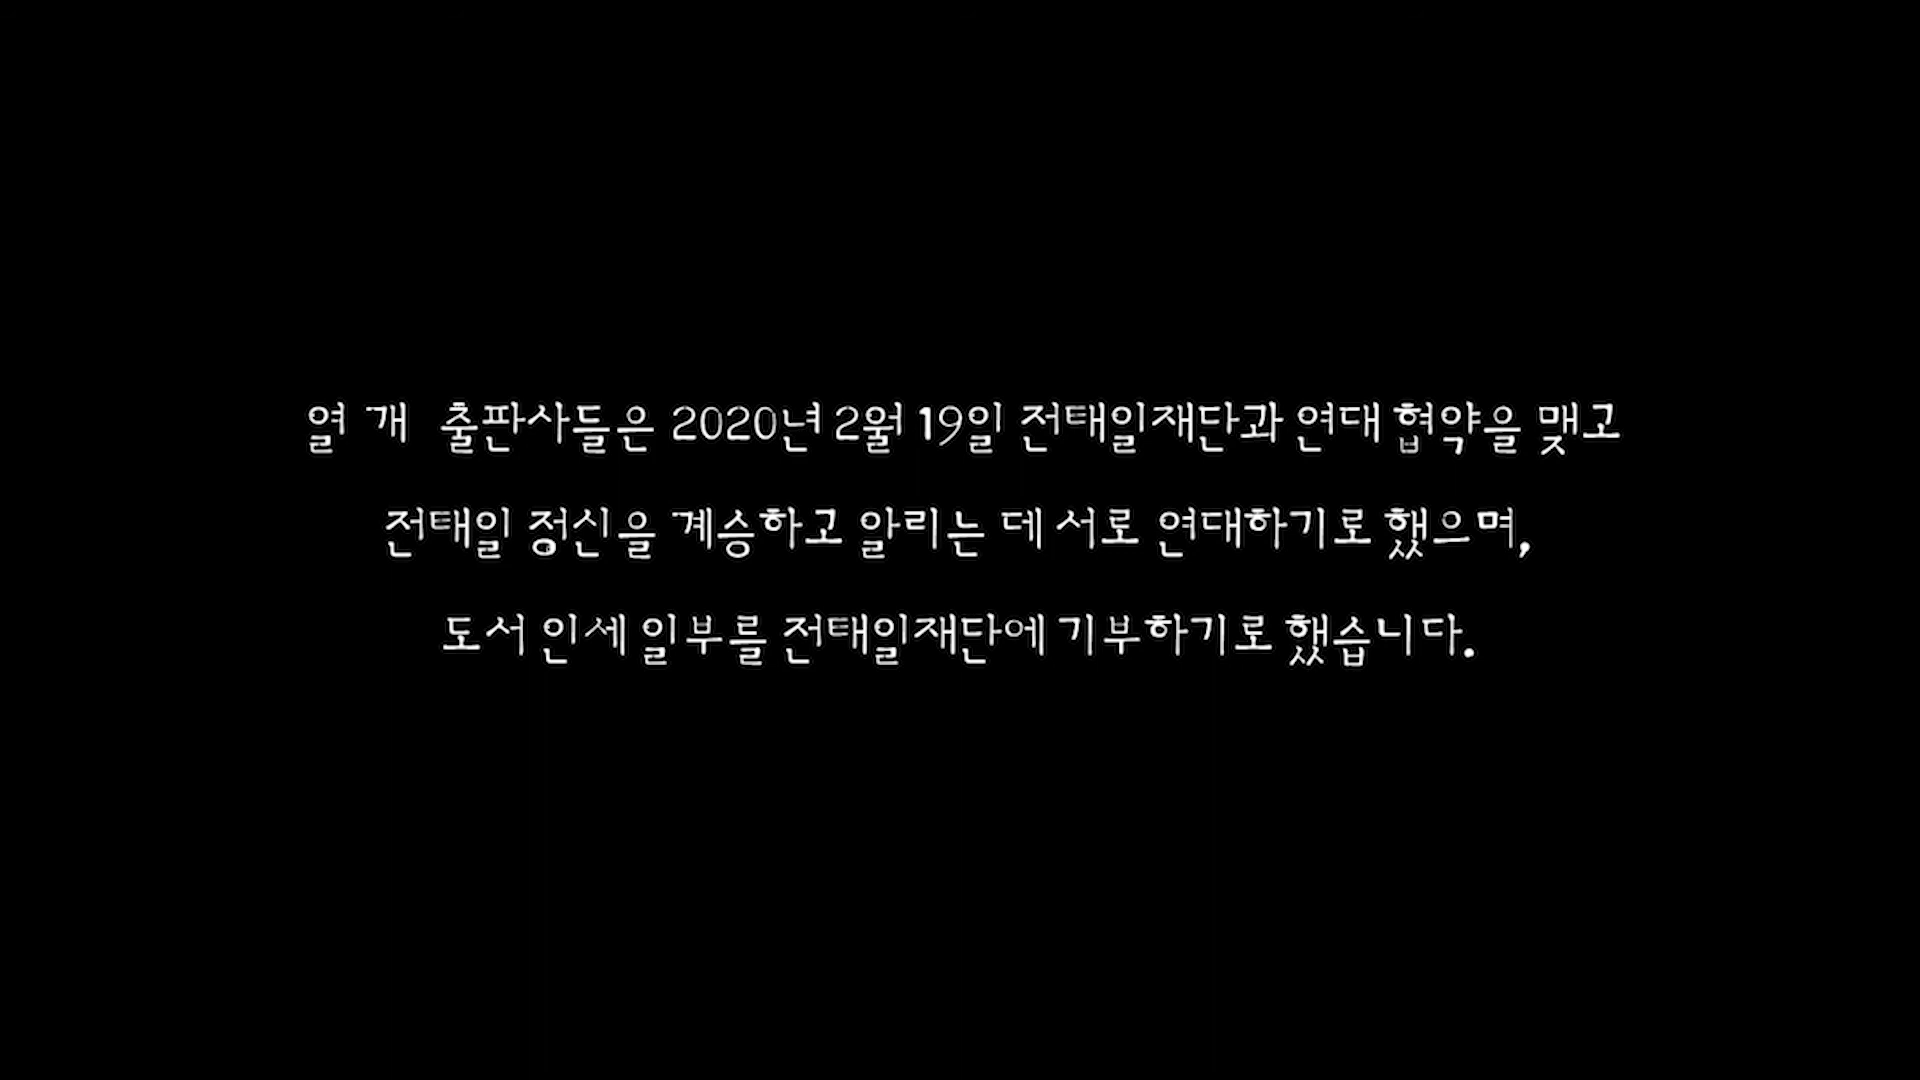 열 개 출판사들은 2020년 2월 19일 전태일재단과 연대 협약을 맺고
전태일 정신을 계승하고 알리는 데 서로 연대하기로 했으며,
도서 인세 일부를 전태일재단에 기부하기로 했습니다.